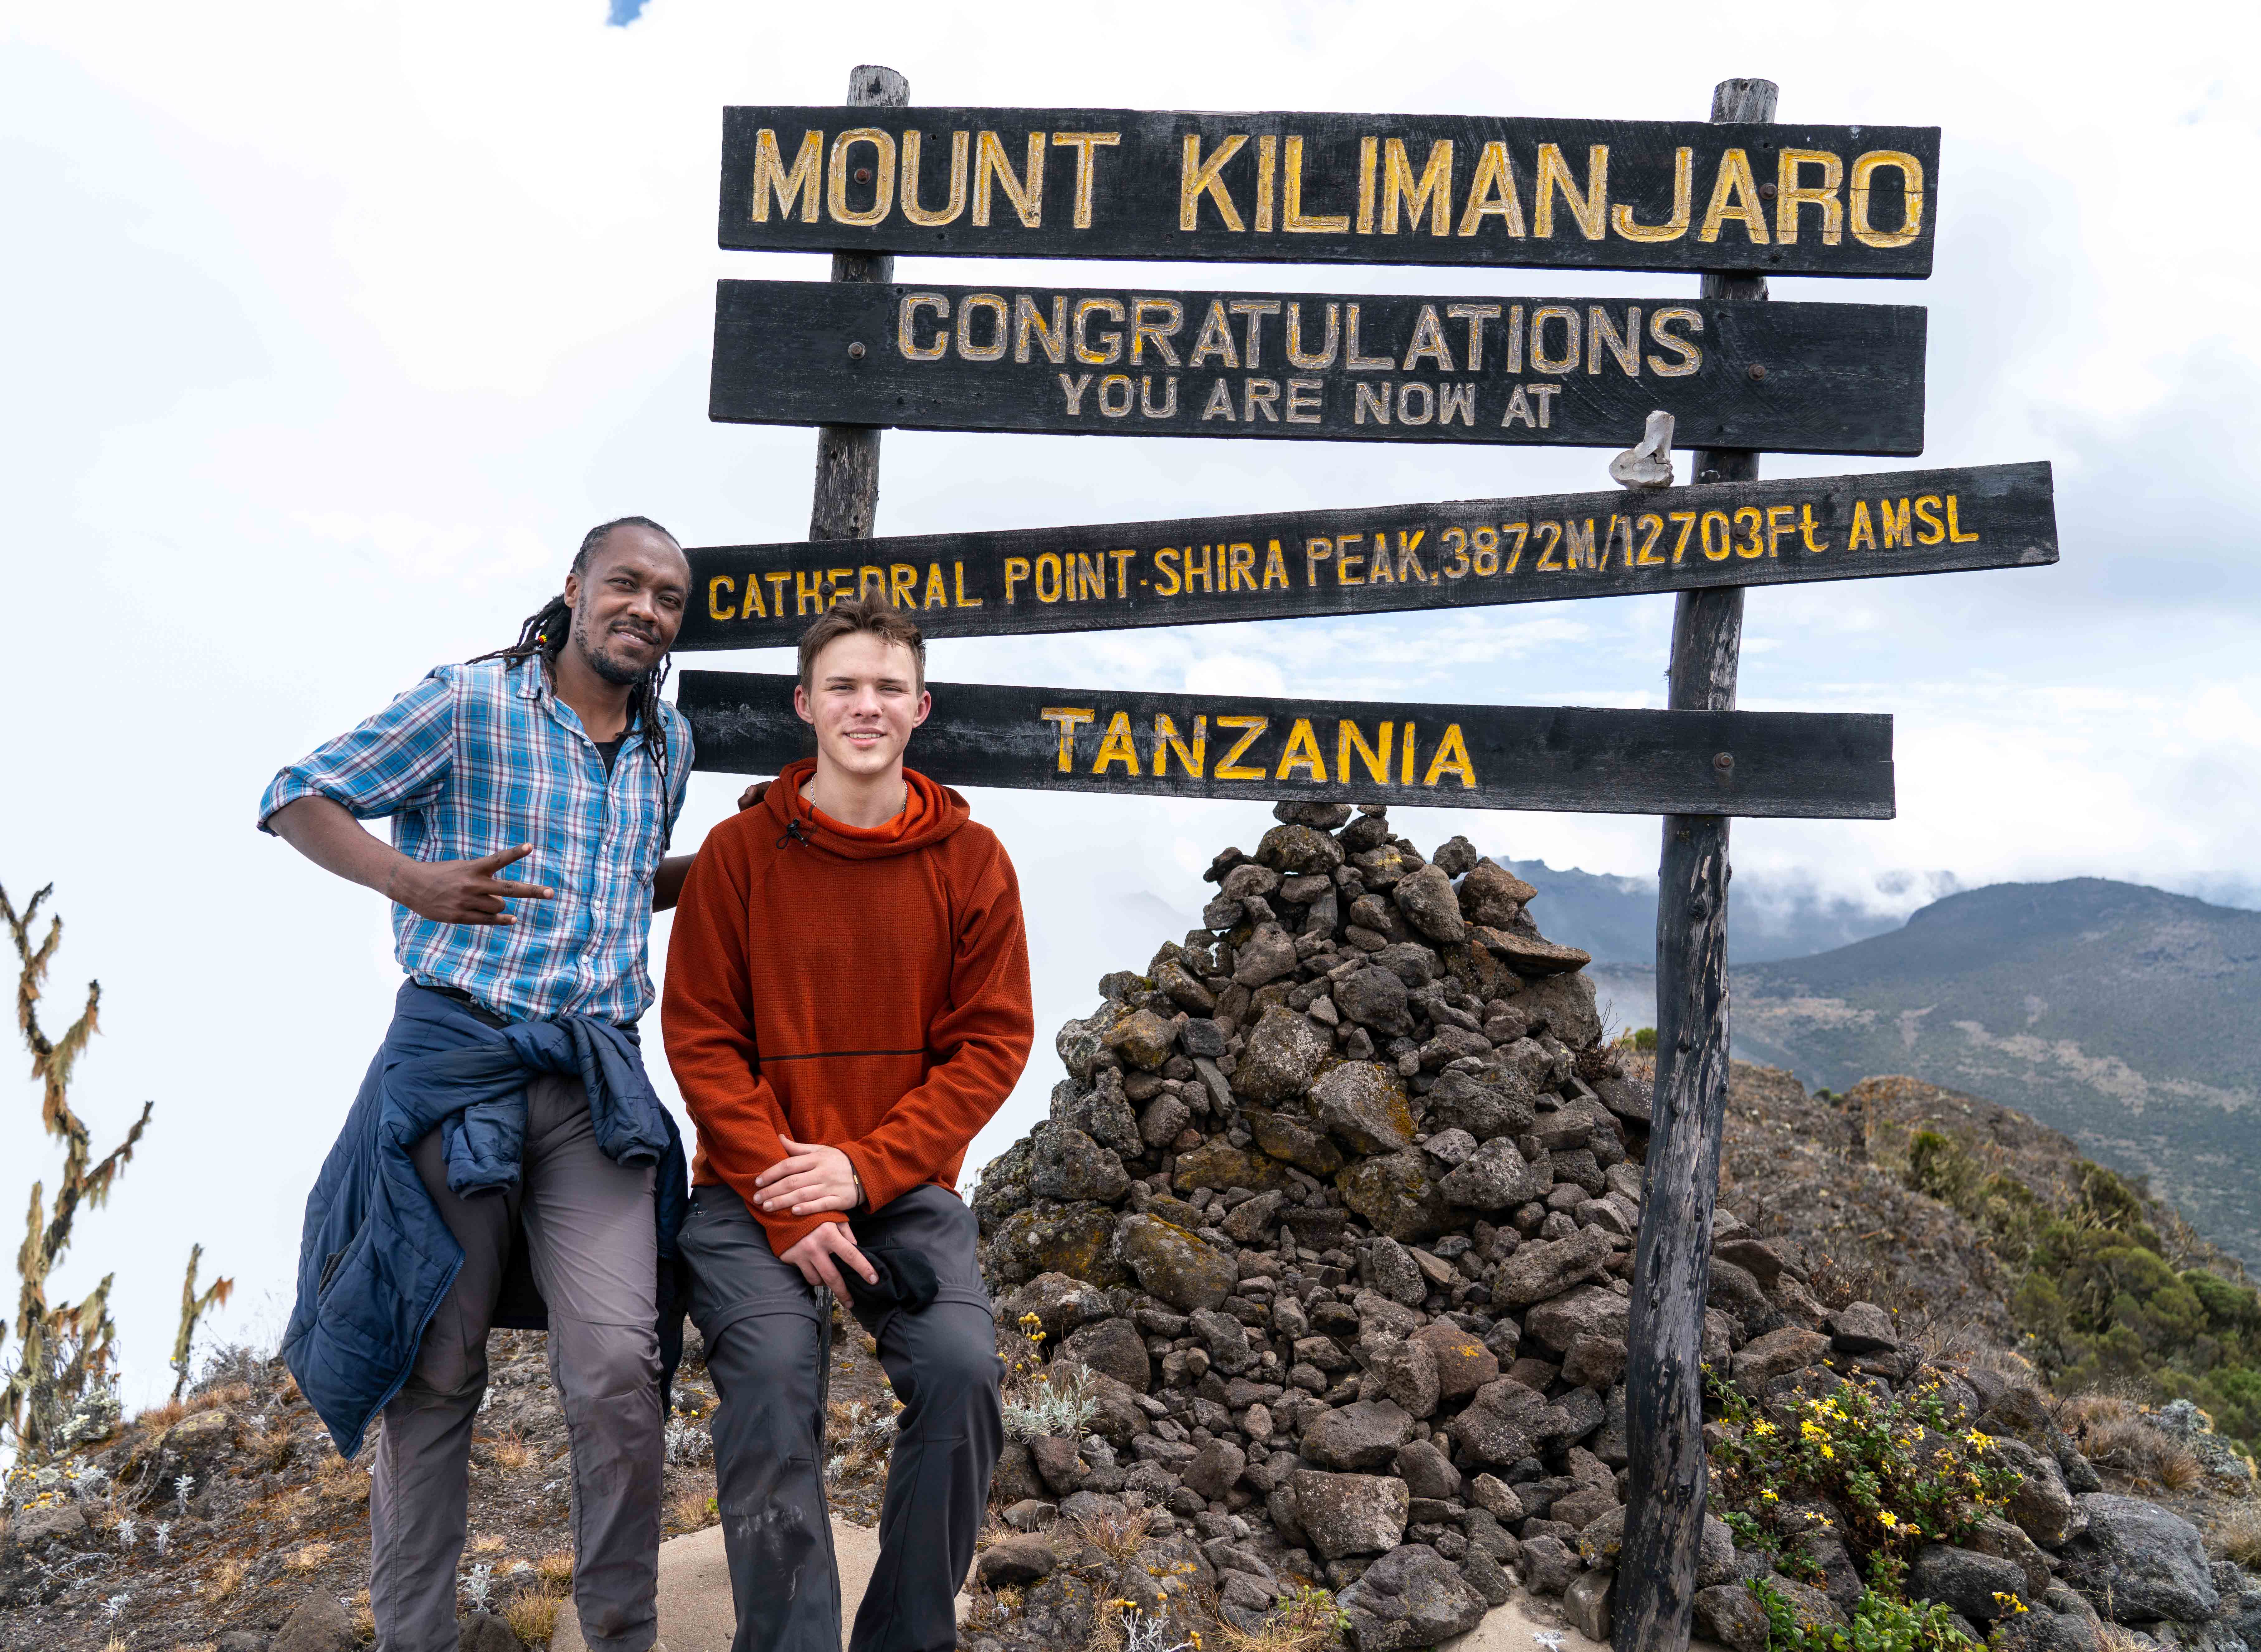 MOUNT KILIMANJARO
CONGRATULATIONS
YOU ARE NOW AT
CATHEDRAL POINT-SHIRA PEAK,3872M/12703Ft AMSL
TANZANIA